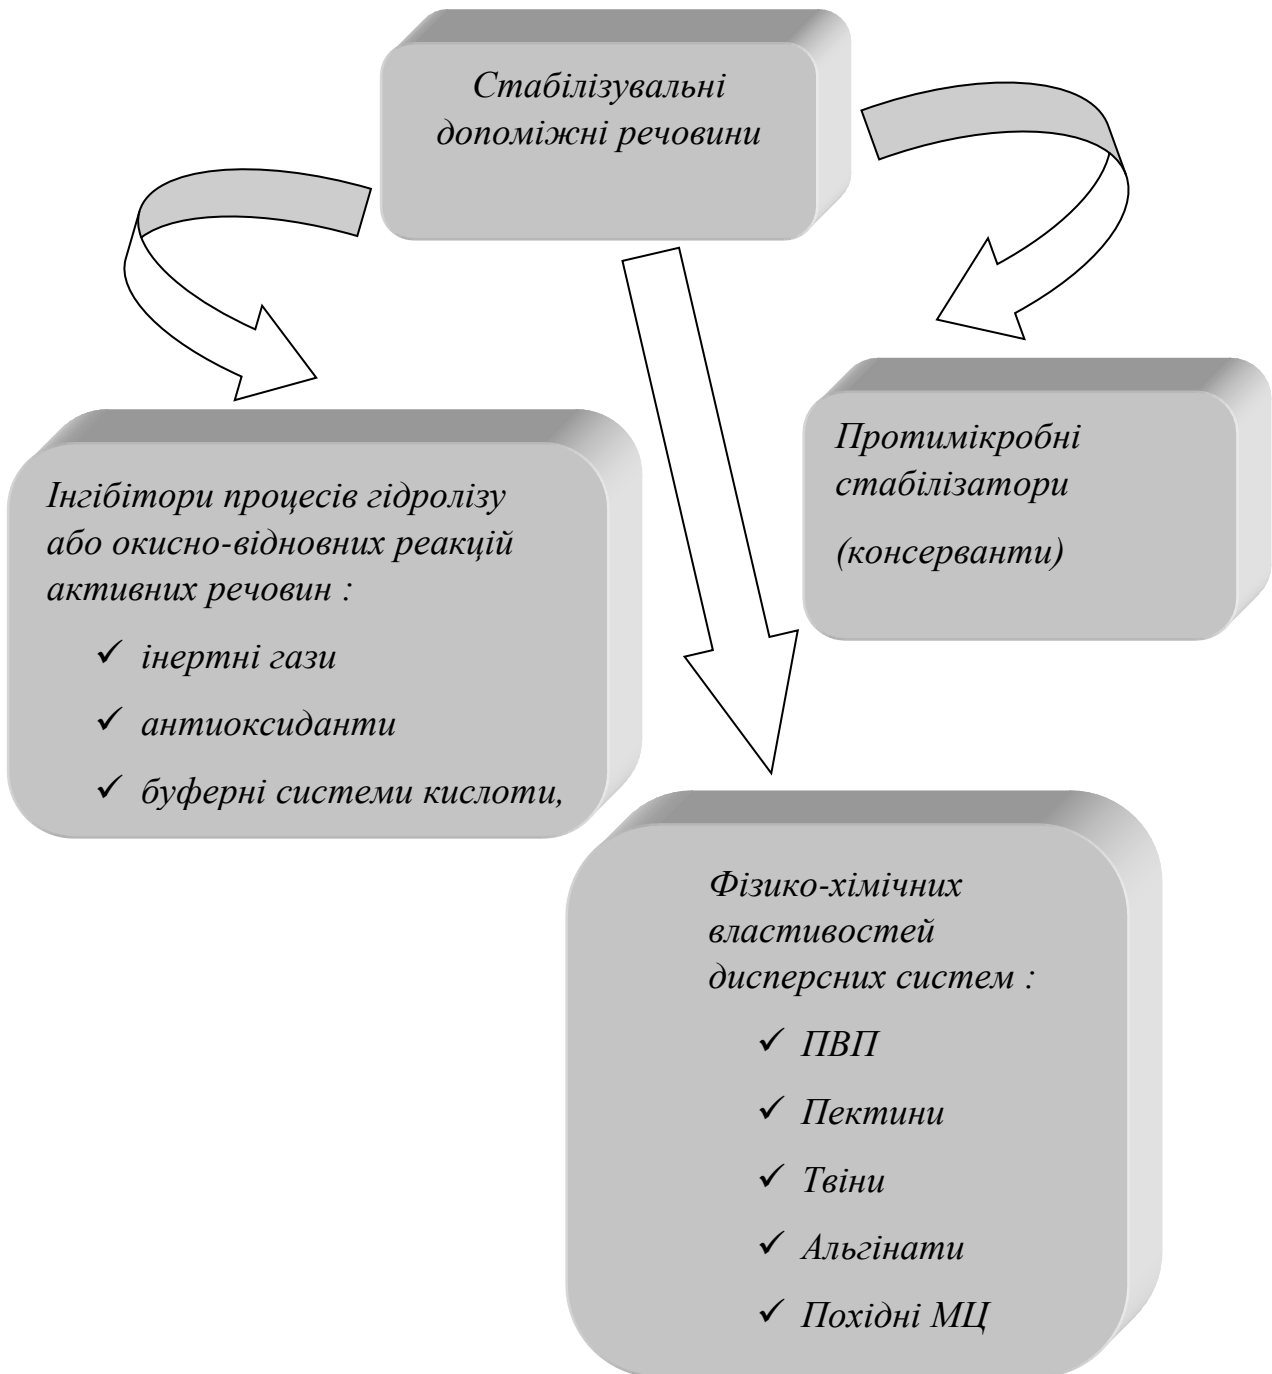 Стабілізувальні
допоміжні речовини
Інгібітори процесів гідролізу
або окисно-відновних реакцій
активних речовин :
✓ інертні гази
✓ антиоксиданти
✓ буферні системи кислоти,
Протимікробні
стабілізатори
(консерванти)
Фізико-хімічних
властивостей
дисперсних систем :
✓ ПВП
✓ Пектини
✓ Твіни
✓ Альгінати
✓ Похідні МЦ